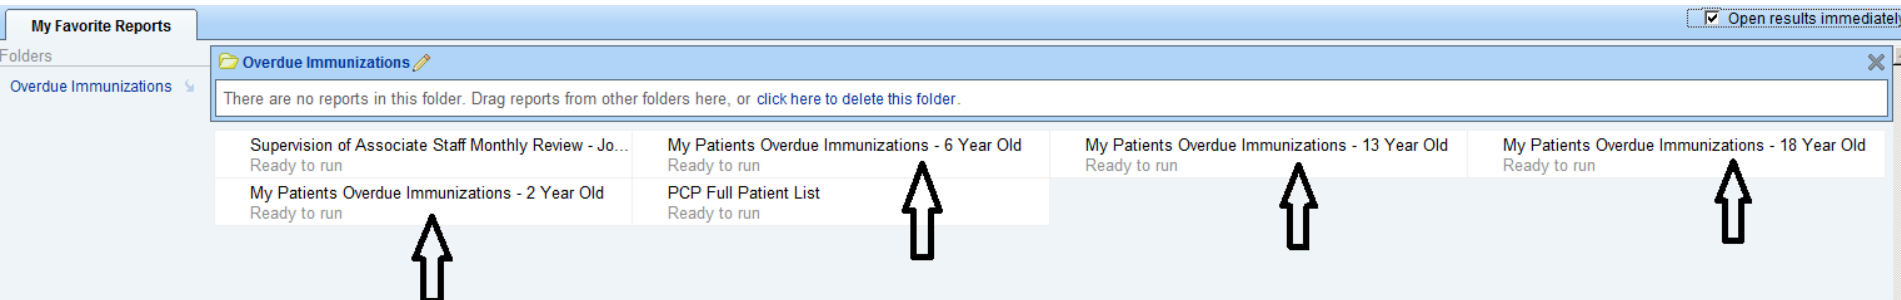 My Favorite Reports
Open results immediately
Folders
Overdue Immunizations
Overdue Immunizations
There are no reports in this folder. Drag reports from other folders here, or click here to delete this folder.
Supervision of Associate Staff Monthly Review - Jo...
Ready to run
My Patients Overdue Immunizations - 6 Year Old
Ready to run
My Patients Overdue Immunizations - 13 Year Old
Ready to run
My Patients Overdue Immunizations - 18 Year Old
Ready to run
My Patients Overdue Immunizations - 2 Year Old
Ready to run
PCP Full Patient List
Ready to run